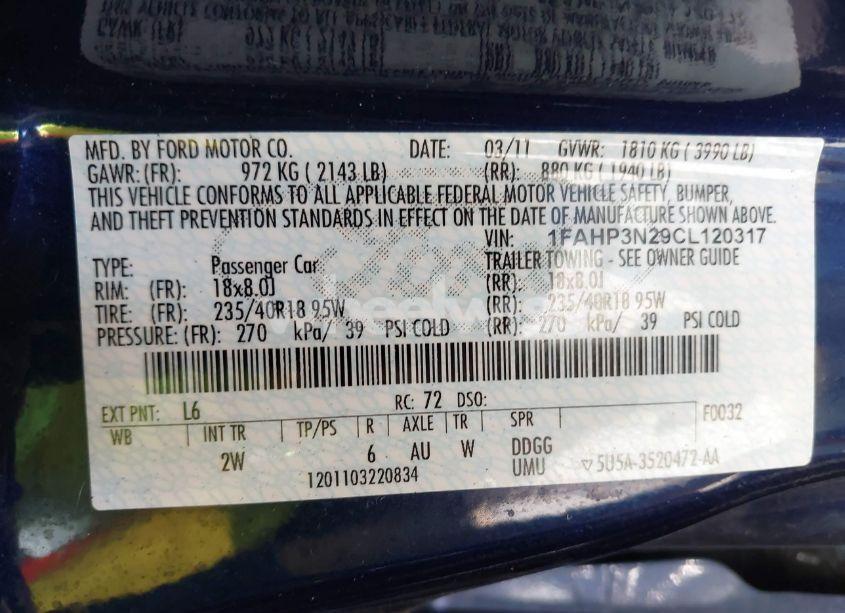 MFD. BY FORD MOTOR CO. DATE: 03/11 GVWR: 1810 KG ( 3990 LB)
GAWR: (FR): 972 KG ( 2143 LB) (RR): 880 KG ( 1940 LB)
THIS VEHICLE CONFORMS TO ALL APPLICABLE FEDERAL MOTOR VEHICLE SAFETY, BUMPER,
AND THEFT PREVENTION STANDARDS IN EFFECT ON THE DATE OF MANUFACTURE SHOWN ABOVE.
VIN: 1FAHP3N29CL120317
TYPE: Passenger Car TRAILER TOWING - SEE OWNER GUIDE
RIM: (FR): 18x8.0J (RR): 18x8.0J
TIRE: (FR): 235/40R18 95W (RR): 235/40R18 95W
PRESSURE: (FR): 270 kPa/ 39 PSI COLD (RR): 270 kPa/ 39 PSI COLD
EXT PNT: L6 RC: 72 DSO: F0032
WB INT TR TP/PS R AXLE TR SPR
2W 6 AU W DDGG
UMU ▽5U5A-3520472-AA
1201103220834